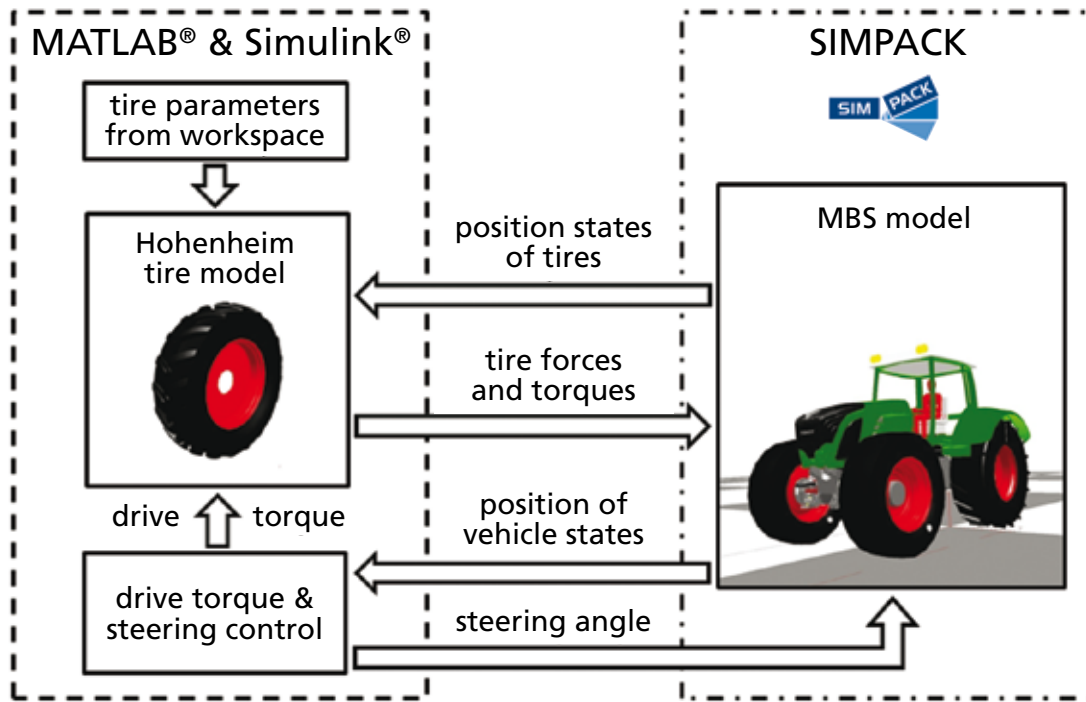 MATLAB® & Simulink®
tire parameters
from workspace
Hohenheim
tire model
drive torque
drive torque &
steering control
position states
of tires
tire forces
and torques
position of
vehicle states
steering angle
SIMPACK
SIM PACK
MBS model